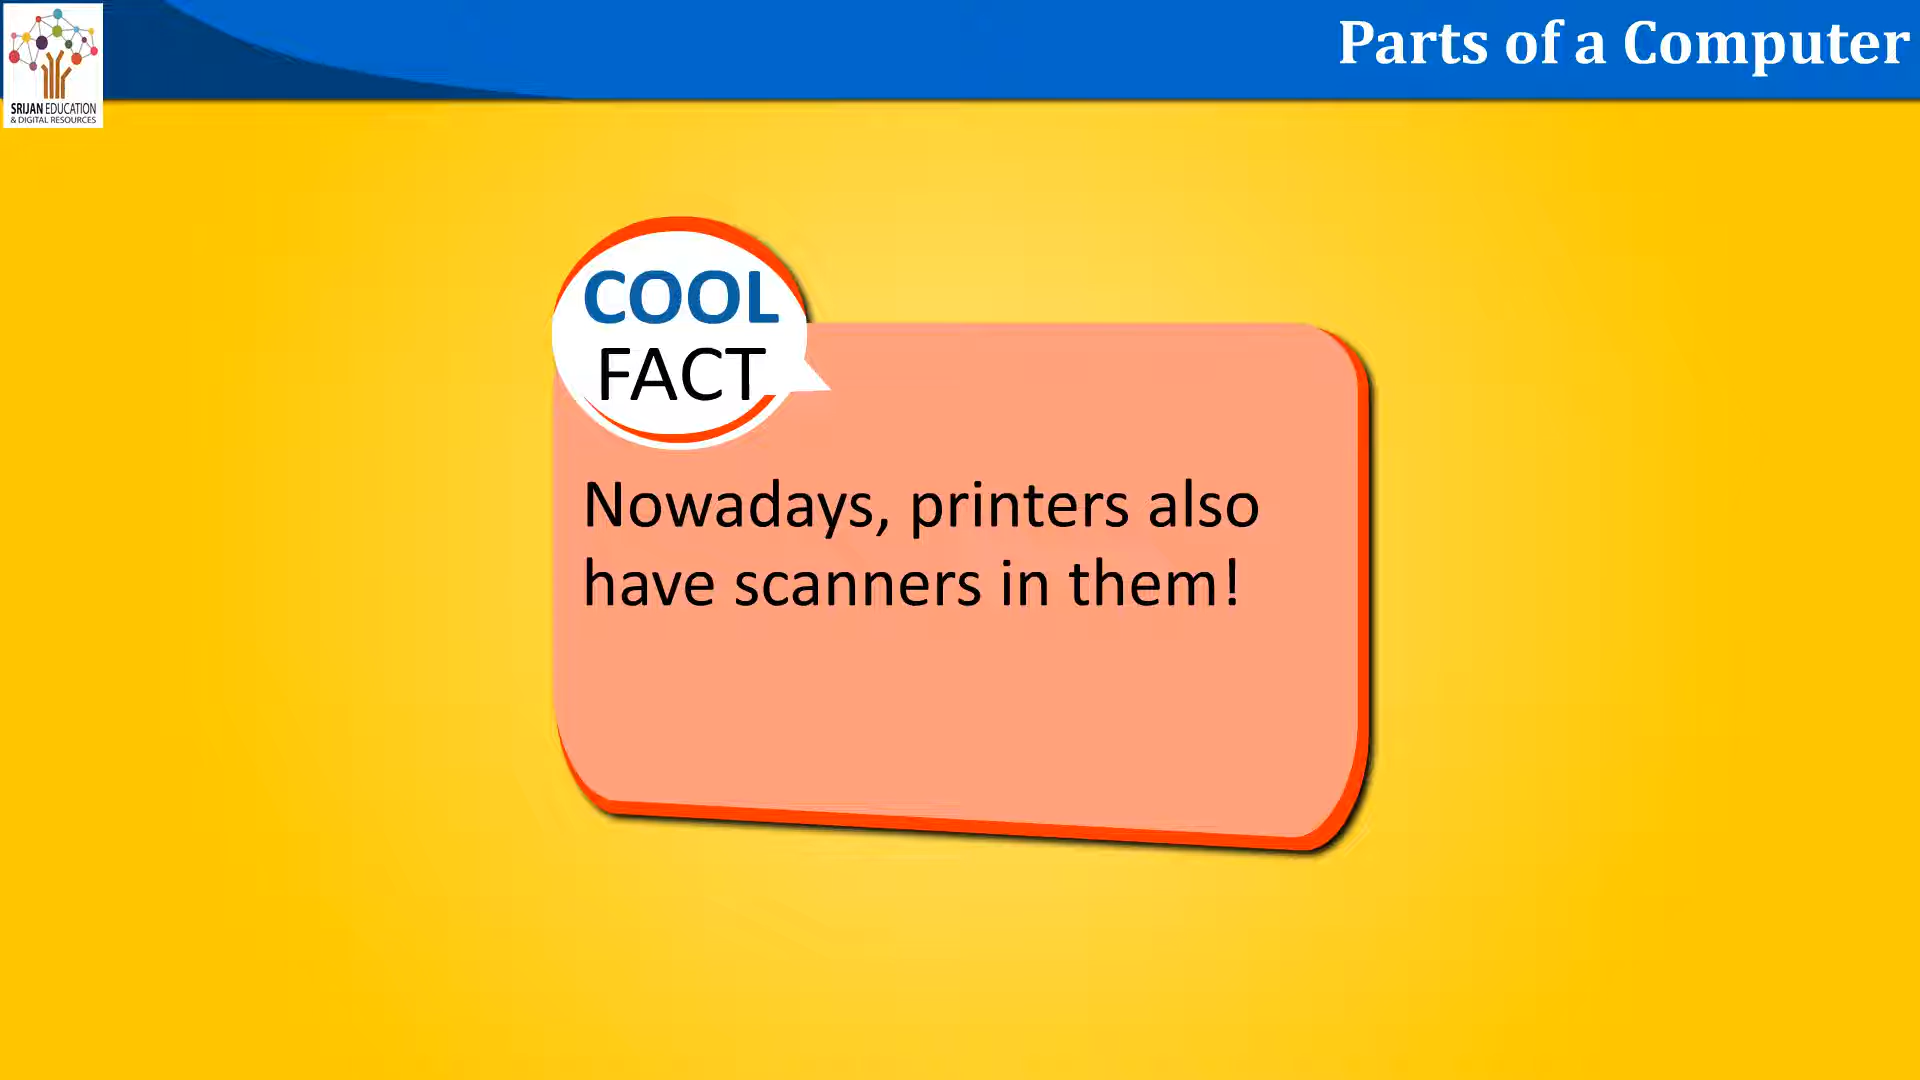 Parts of a Computer
SRIJAN EDUCATION
& DIGITAL RESOURCES
COOL
FACT
Nowadays, printers also
have scanners in them!